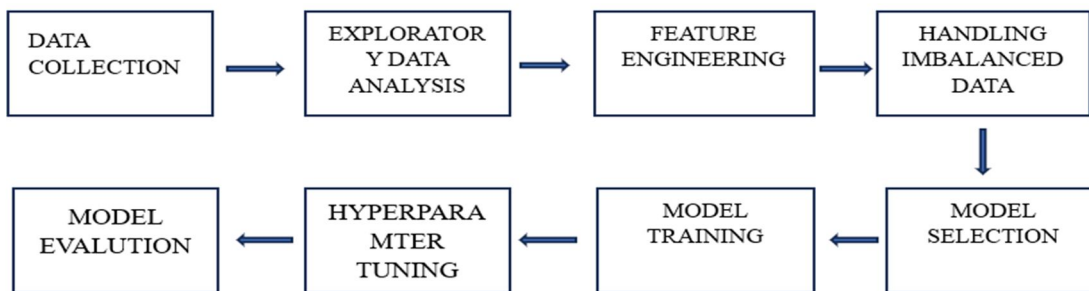 DATA
COLLECTION
EXPLORATOR
Y DATA
ANALYSIS
FEATURE
ENGINEERING
HANDLING
IMBALANCED
DATA
MODEL
SELECTION
MODEL
TRAINING
HYPERPARA
MTER
TUNING
MODEL
EVALUTION